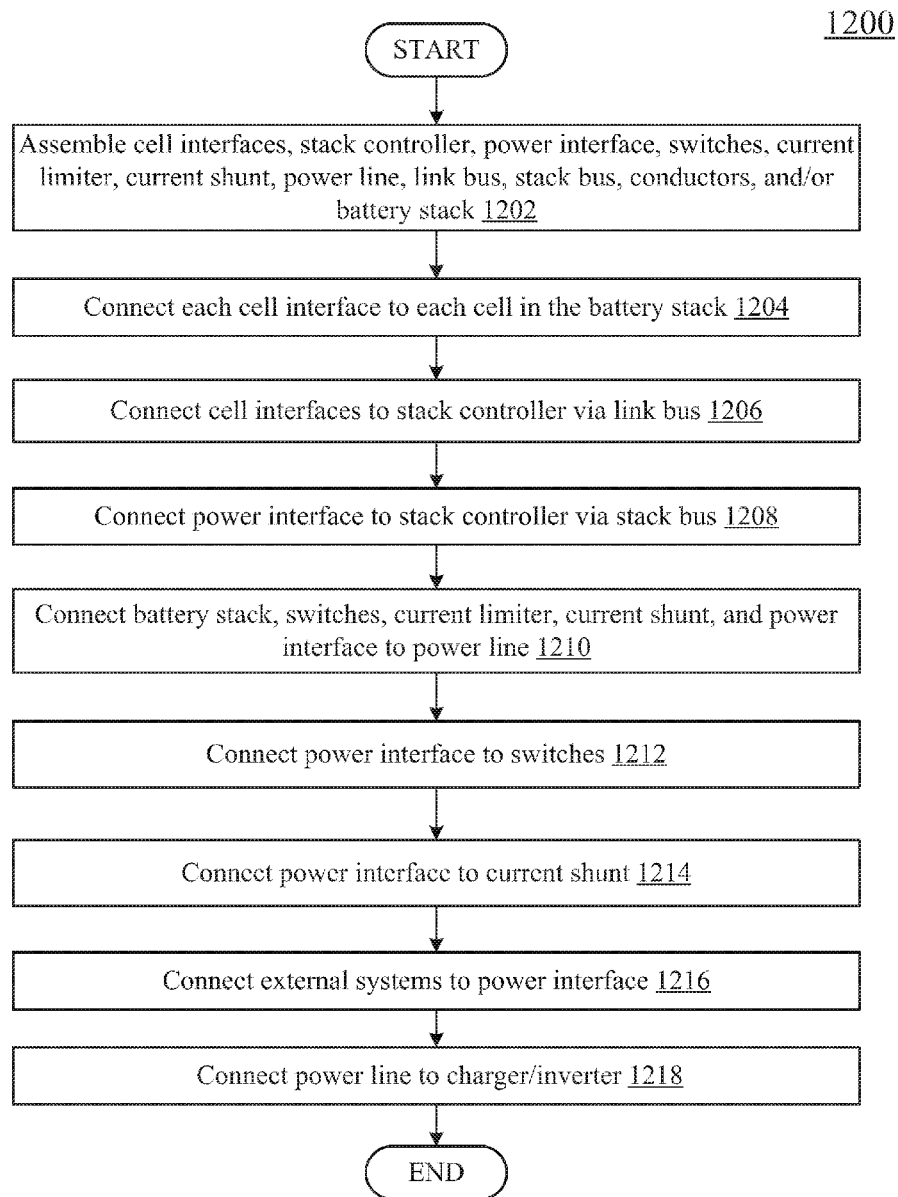 1200
START
Assemble cell interfaces, stack controller, power interface, switches, current
limiter, current shunt, power line, link bus, stack bus, conductors, and/or
battery stack 1202
Connect each cell interface to each cell in the battery stack 1204
Connect cell interfaces to stack controller via link bus 1206
Connect power interface to stack controller via stack bus 1208
Connect battery stack, switches, current limiter, current shunt, and power
interface to power line 1210
Connect power interface to switches 1212
Connect power interface to current shunt 1214
Connect external systems to power interface 1216
Connect power line to charger/inverter 1218
END